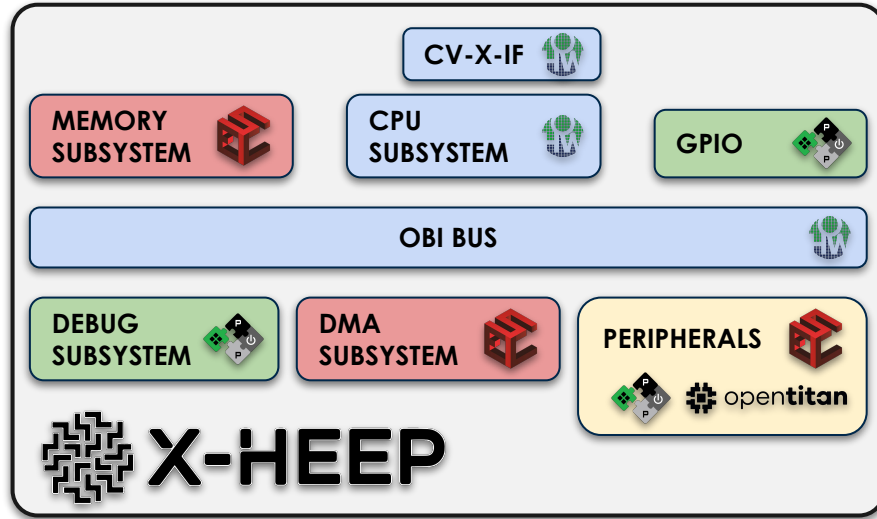 CV-X-IF
MEMORY
SUBSYSTEM
CPU
SUBSYSTEM
GPIO
OBI BUS
DEBUG
SUBSYSTEM
DMA
SUBSYSTEM
PERIPHERALS
opentitan
X-HEEP